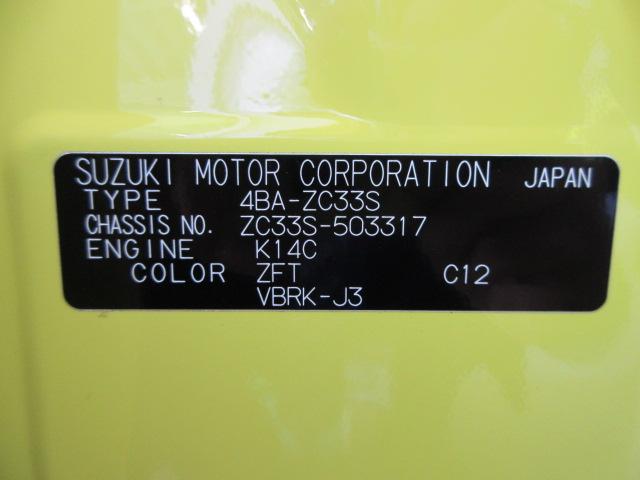 SUZUKI MOTOR CORPORATION JAPAN
TYPE 4BA-ZC33S
CHASSIS NO. ZC33S-503317
ENGINE K14C
COLOR ZFT C12
VBRK-J3